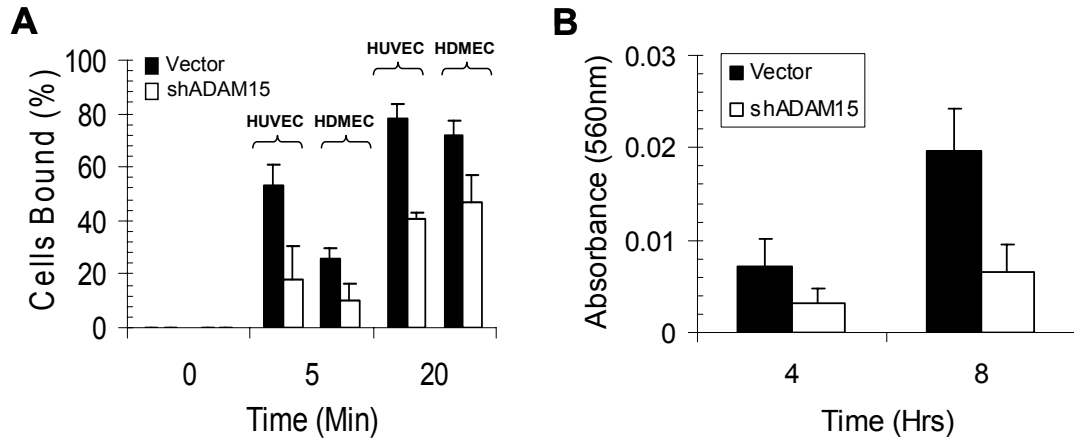 A
Cells Bound (%)
100
80
60
40
20
0
Vector
shADAM15
HUVEC
HDMEC
HUVEC
HDMEC
0
5
20
Time (Min)
B
Absorbance (560nm)
0.03
0.02
0.01
0
Vector
shADAM15
4
8
Time (Hrs)